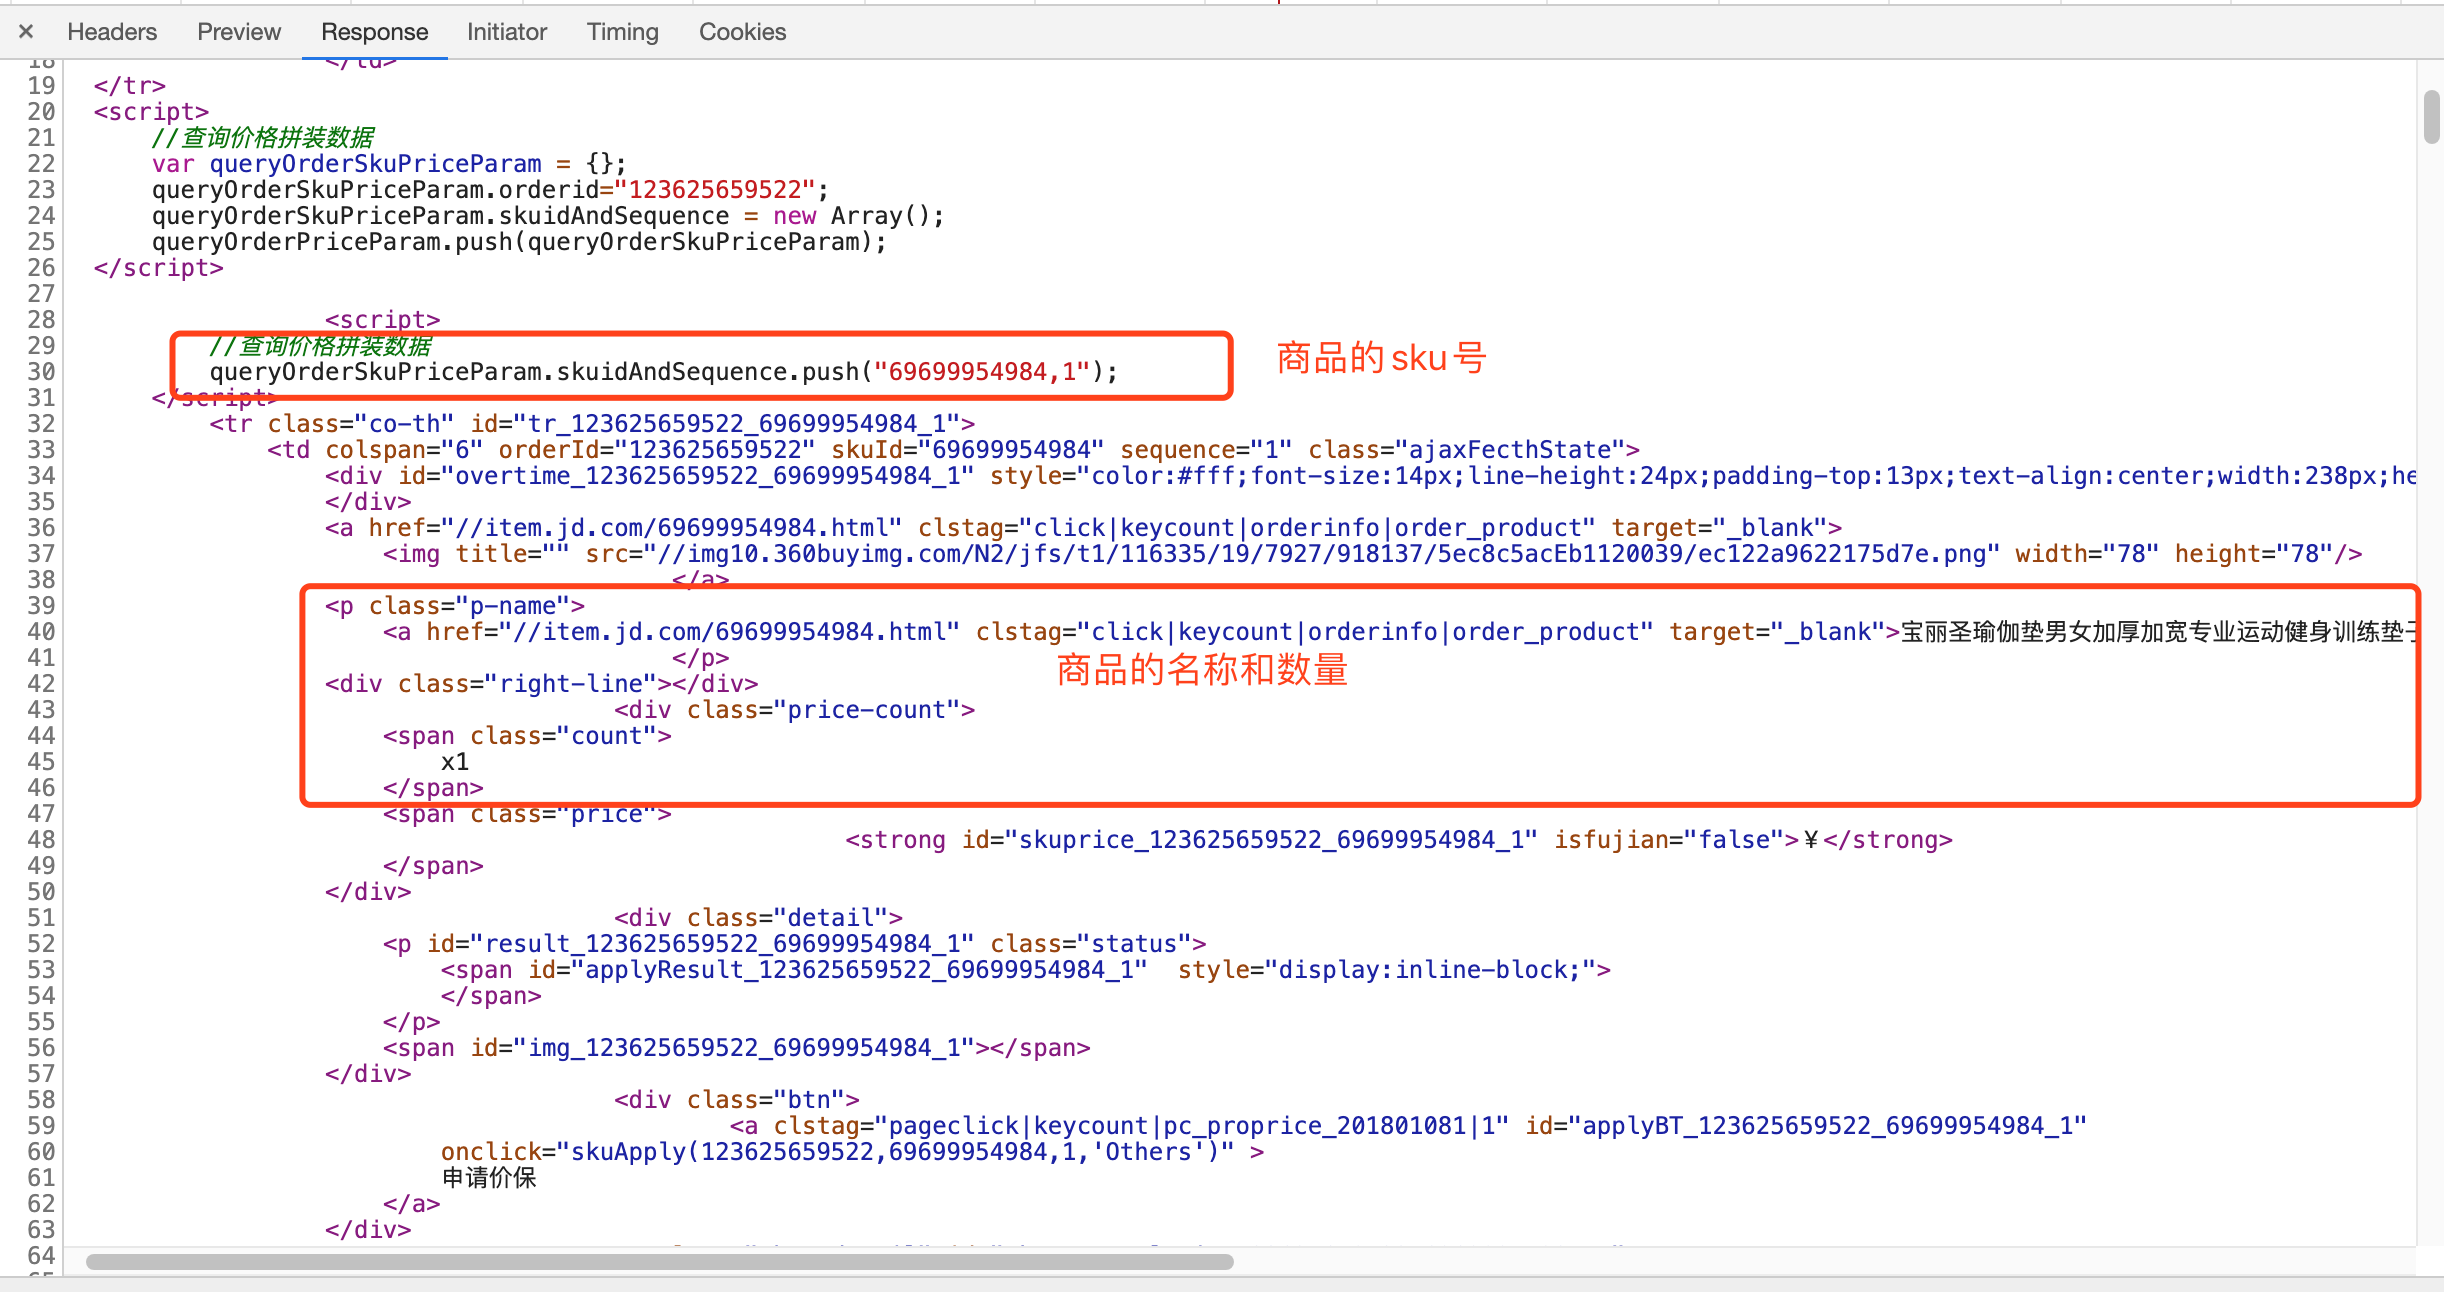 × Headers Preview Response Initiator Timing Cookies
18 </td>
19 </tr>
20 <script>
21 //查询价格拼装数据
22 var queryOrderSkuPriceParam = {};
23 queryOrderSkuPriceParam.orderid="123625659522";
24 queryOrderSkuPriceParam.skuidAndSequence = new Array();
25 queryOrderPriceParam.push(queryOrderSkuPriceParam);
26 </script>
27
28 <script>
29 //查询价格拼装数据
商品的sku号
30 queryOrderSkuPriceParam.skuidAndSequence.push("69699954984,1");
31 </script>
32 <tr class="co-th" id="tr_123625659522_69699954984_1">
33 <td colspan="6" orderId="123625659522" skuId="69699954984" sequence="1" class="ajaxFecthState">
34 <div id="overtime_123625659522_69699954984_1" style="color:#fff;font-size:14px;line-height:24px;padding-top:13px;text-align:center;width:238px;he
35 </div>
36 <a href="//item.jd.com/69699954984.html" clstag="click|keycount|orderinfo|order_product" target="_blank">
37 <img title="" src="//img10.360buyimg.com/N2/jfs/t1/116335/19/7927/918137/5ec8c5acEb1120039/ec122a9622175d7e.png" width="78" height="78"/>
38 </a>
39 <p class="p-name">
40 <a href="//item.jd.com/69699954984.html" clstag="click|keycount|orderinfo|order_product" target="_blank">宝丽圣瑜伽垫男女加厚加宽专业运动健身训练垫子
41 </p>
商品的名称和数量
42 <div class="right-line"></div>
43 <div class="price-count">
44 <span class="count">
45 x1
46 </span>
47 <span class="price">
48 <strong id="skuprice_123625659522_69699954984_1" isfujian="false">¥</strong>
49 </span>
50 </div>
51 <div class="detail">
52 <p id="result_123625659522_69699954984_1" class="status">
53 <span id="applyResult_123625659522_69699954984_1" style="display:inline-block;">
54 </span>
55 </p>
56 <span id="img_123625659522_69699954984_1"></span>
57 </div>
58 <div class="btn">
59 <a clstag="pageclick|keycount|pc_proprice_201801081|1" id="applyBT_123625659522_69699954984_1"
60 onclick="skuApply(123625659522,69699954984,1,'Others')" >
61 申请价保
62 </a>
63 </div>
64
65